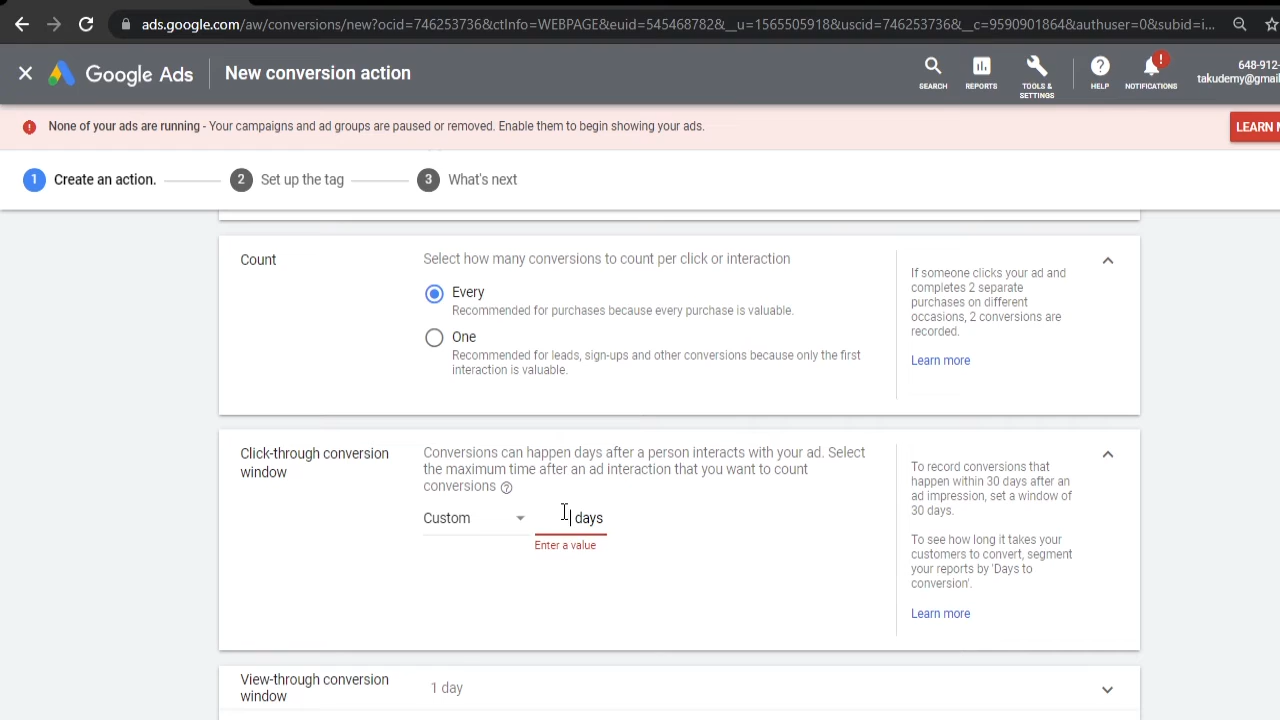 ads.google.com/aw/conversions/new?ocid=746253736&ctInfo=WEBPAGE&euid=545468782&__u=1565505918&uscid=746253736&__c=9590901864&authuser=0&subid=i...
Google Ads
New conversion action
SEARCH
REPORTS
TOOLS &
SETTINGS
HELP
!
NOTIFICATIONS
648-912-
takudemy@gmail
! None of your ads are running - Your campaigns and ad groups are paused or removed. Enable them to begin showing your ads.
LEARN
1 Create an action.
2 Set up the tag
3 What's next
Count
Select how many conversions to count per click or interaction
Every
Recommended for purchases because every purchase is valuable.
One
Recommended for leads, sign-ups and other conversions because only the first
interaction is valuable.
If someone clicks your ad and
completes 2 separate
purchases on different
occasions, 2 conversions are
recorded.
Learn more
Click-through conversion
window
Conversions can happen days after a person interacts with your ad. Select
the maximum time after an ad interaction that you want to count
conversions ?
Custom
days
Enter a value
To record conversions that
happen within 30 days after an
ad impression, set a window of
30 days.
To see how long it takes your
customers to convert, segment
your reports by 'Days to
conversion'.
Learn more
View-through conversion
window
1 day